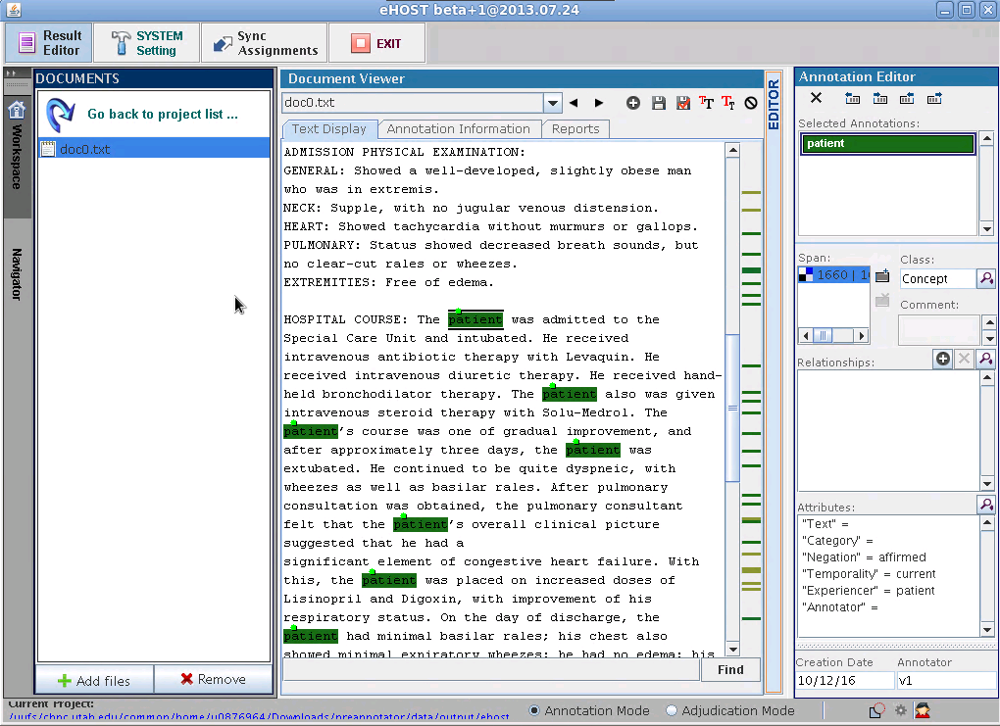 eHOST beta+1@2013.07.24
Result Editor
SYSTEM Setting
Sync Assignments
EXIT
Workspace
Navigator
DOCUMENTS
Go back to project list ...
doc0.txt
Add files
Remove
Document Viewer
doc0.txt
Text Display
Annotation Information
Reports
ADMISSION PHYSICAL EXAMINATION:
GENERAL: Showed a well-developed, slightly obese man
who was in extremis.
NECK: Supple, with no jugular venous distension.
HEART: Showed tachycardia without murmurs or gallops.
PULMONARY: Status showed decreased breath sounds, but
no clear-cut rales or wheezes.
EXTREMITIES: Free of edema.
HOSPITAL COURSE: The patient was admitted to the
Special Care Unit and intubated. He received
intravenous antibiotic therapy with Levaquin. He
received intravenous diuretic therapy. He received hand-
held bronchodilator therapy. The patient also was given
intravenous steroid therapy with Solu-Medrol. The
patient's course was one of gradual improvement, and
after approximately three days, the patient was
extubated. He continued to be quite dyspneic, with
wheezes as well as basilar rales. After pulmonary
consultation was obtained, the pulmonary consultant
felt that the patient's overall clinical picture
suggested that he had a
significant element of congestive heart failure. With
this, the patient was placed on increased doses of
Lisinopril and Digoxin, with improvement of his
respiratory status. On the day of discharge, the
patient had minimal basilar rales; his chest also
showed minimal expiratory wheezes; he had no edema; his
Find
EDITOR
Annotation Editor
Selected Annotations:
patient
Span:
1660 | 1
Class:
Concept
Comment:
Relationships:
Attributes:
"Text" =
"Category" =
"Negation" = affirmed
"Temporality" = current
"Experiencer" = patient
"Annotator" =
Creation Date
Annotator
10/12/16
v1
Current Project:
/uufs/chpc.utah.edu/common/home/u0876964/Downloads/preannotator/data/output/ehost
Annotation Mode
Adjudication Mode